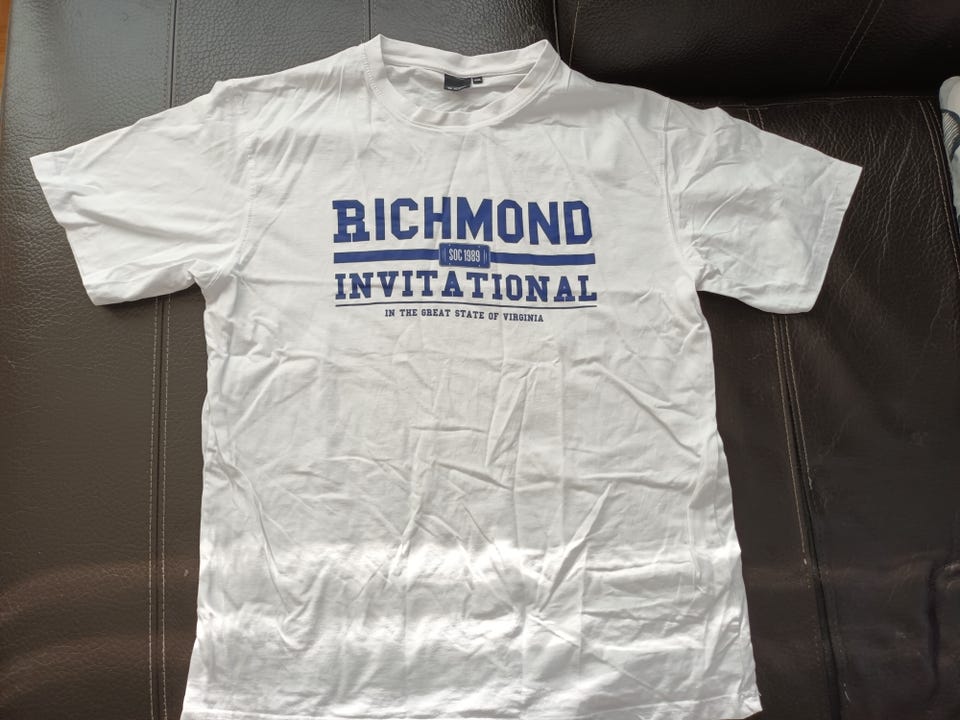 RICHMOND
SOC 1989
INVITATIONAL
IN THE GREAT STATE OF VIRGINIA